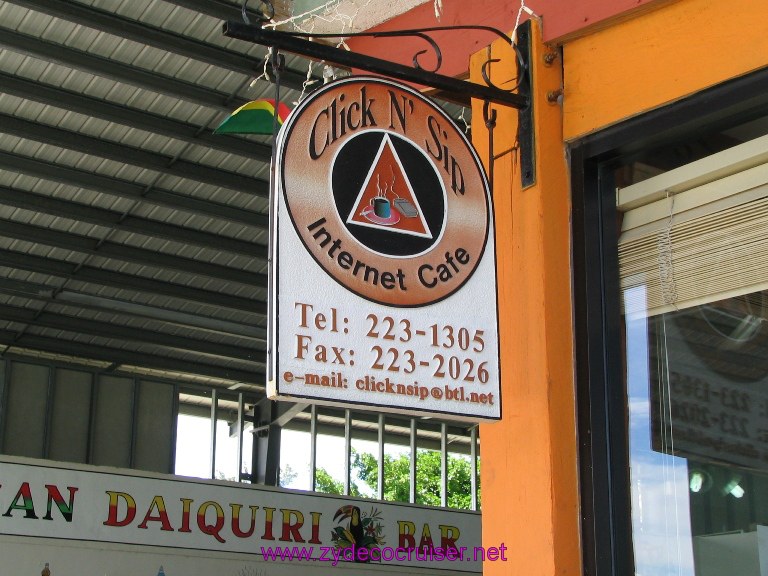 Click N' Sip
Internet Cafe
Tel: 223-1305
Fax: 223-2026
e-mail: clicknsip@btl.net
DAIQUIRI BAR
www.zydecocruiser.net